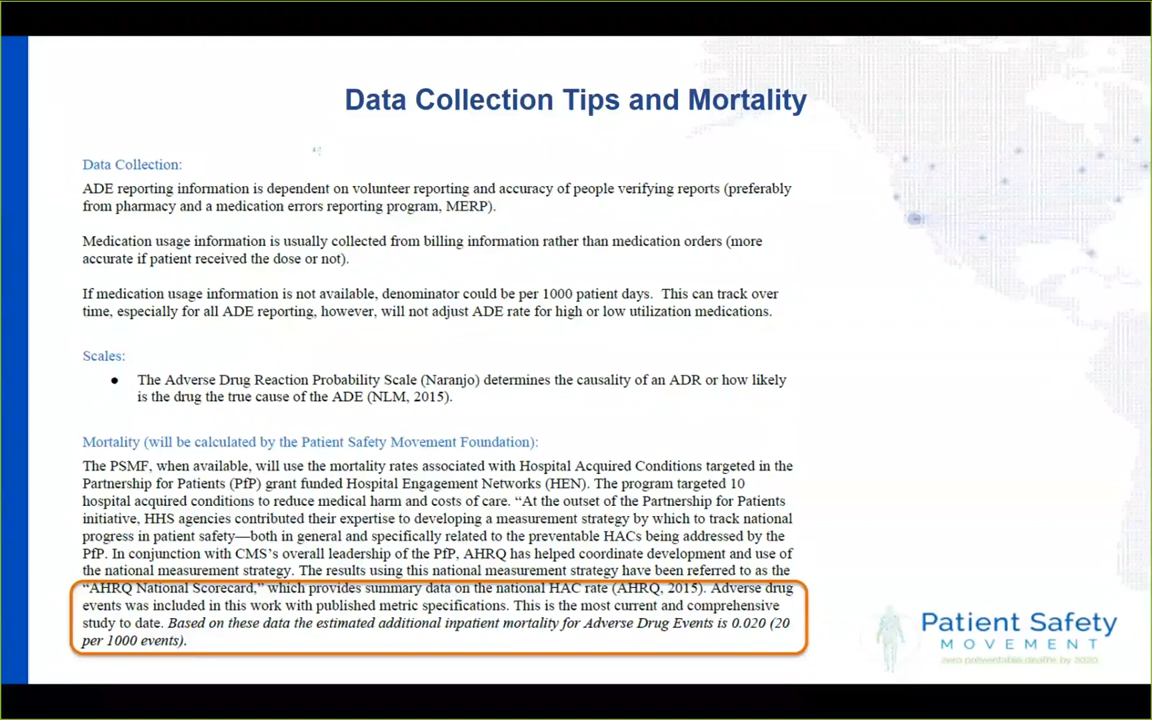 Data Collection Tips and Mortality
Data Collection:
ADE reporting information is dependent on volunteer reporting and accuracy of people verifying reports (preferably
from pharmacy and a medication errors reporting program, MERP).
Medication usage information is usually collected from billing information rather than medication orders (more
accurate if patient received the dose or not).
If medication usage information is not available, denominator could be per 1000 patient days.  This can track over
time, especially for all ADE reporting, however, will not adjust ADE rate for high or low utilization medications.
Scales:
● The Adverse Drug Reaction Probability Scale (Naranjo) determines the causality of an ADR or how likely
is the drug the true cause of the ADE (NLM, 2015).
Mortality (will be calculated by the Patient Safety Movement Foundation):
The PSMF, when available, will use the mortality rates associated with Hospital Acquired Conditions targeted in the
Partnership for Patients (PfP) grant funded Hospital Engagement Networks (HEN). The program targeted 10
hospital acquired conditions to reduce medical harm and costs of care. “At the outset of the Partnership for Patients
initiative, HHS agencies contributed their expertise to developing a measurement strategy by which to track national
progress in patient safety—both in general and specifically related to the preventable HACs being addressed by the
PfP. In conjunction with CMS’s overall leadership of the PfP, AHRQ has helped coordinate development and use of
the national measurement strategy. The results using this national measurement strategy have been referred to as the
“AHRQ National Scorecard,” which provides summary data on the national HAC rate (AHRQ, 2015). Adverse drug
events was included in this work with published metric specifications. This is the most current and comprehensive
study to date. Based on these data the estimated additional inpatient mortality for Adverse Drug Events is 0.020 (20
per 1000 events).
Patient Safety
MOVEMENT
zero preventable deaths by 2020